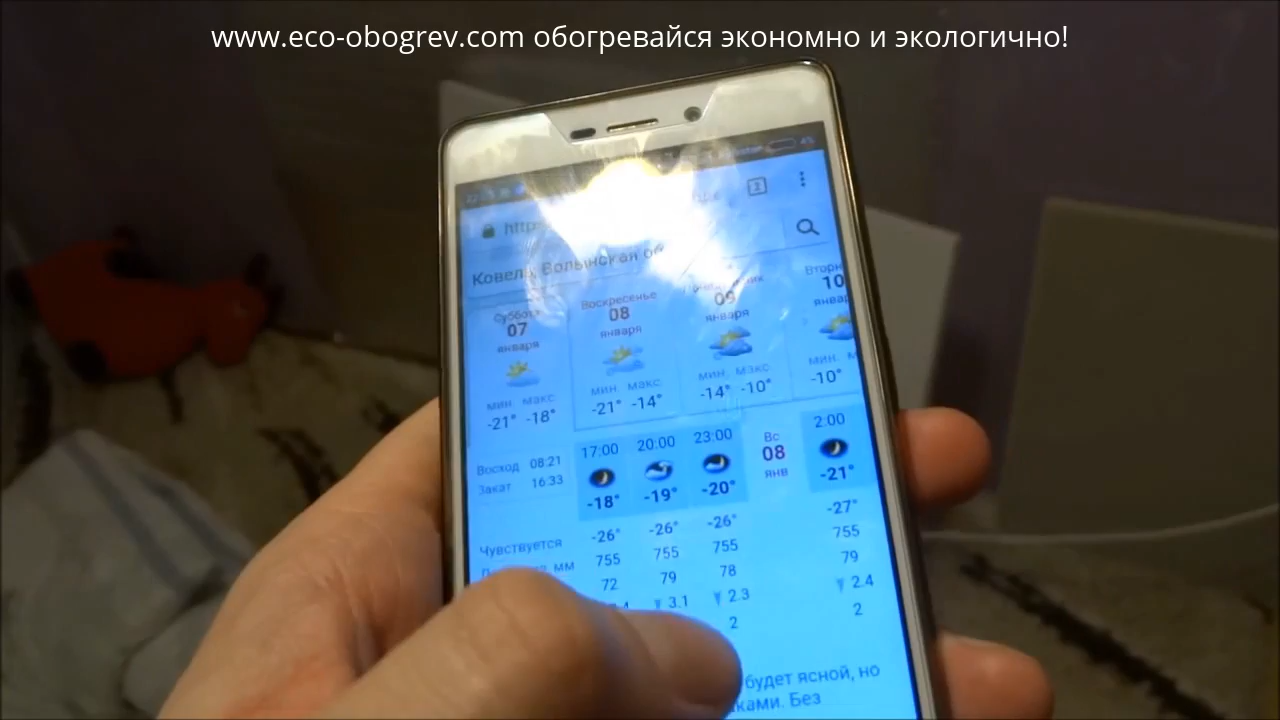 www.eco-obogrev.com обогревайся экономно и экологично!
http
Ковель, Волынская об
Суббота Воскресенье Вторн
07 08 09 10
января января января январ
мин. макс. мин. макс. мин. макс. мин. м
-21° -18° -21° -14° -14° -10° -10°
Восход 08:21
Закат 16:33
17:00 20:00 23:00 Вс 2:00
08
янв
-18° -19° -20° -21°
Чувствуется -26° -26° -26° -27°
мм 755 755 755 755
72 79 78 79
3.1 2.3 2.4
2 2
будет ясной, но
ками. Без